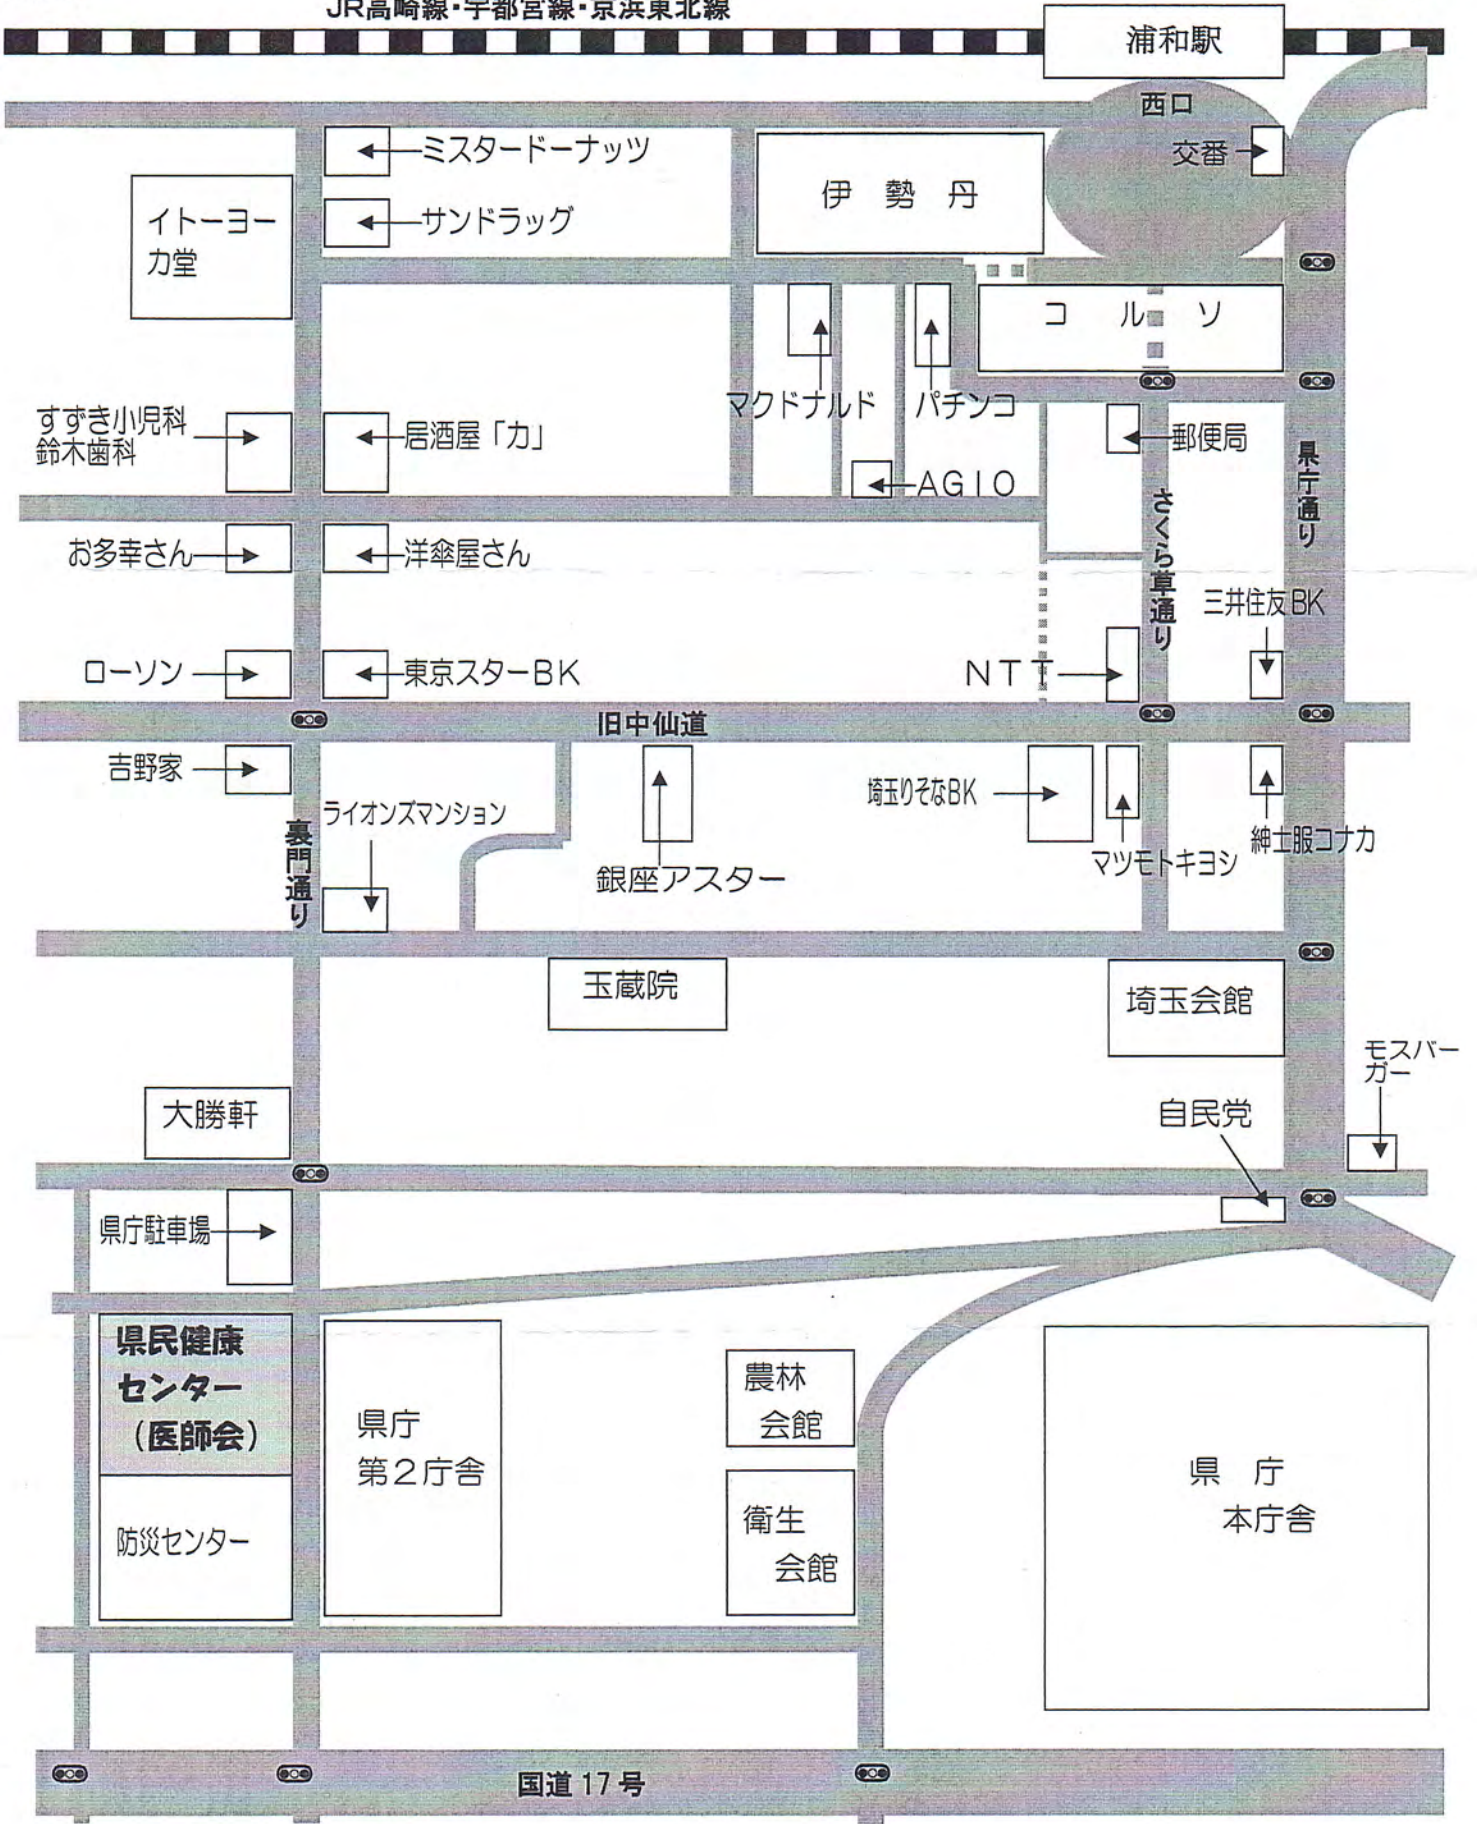 JR高崎線・宇都宮線・京浜東北線
浦和駅
西口
交番
ミスタードーナッツ
伊 勢 丹
イトーヨー
カ堂
サンドラッグ
コ ル ソ
マクドナルド
パチンコ
すずき小児科
鈴木歯科
居酒屋「力」
郵便局
県庁通り
AGIO
さくら草通り
お多幸さん
洋傘屋さん
三井住友BK
ローソン
東京スターBK
NTT
旧中仙道
吉野家
ライオンズマンション
埼玉りそなBK
裏門通り
銀座アスター
マツモトキヨシ
紳士服コナカ
玉蔵院
埼玉会館
モスバー
ガー
大勝軒
自民党
県庁駐車場
県民健康
センター
(医師会)
農林
会館
県庁
第2庁舎
県 庁
本庁舎
防災センター
衛生
会館
国道17号